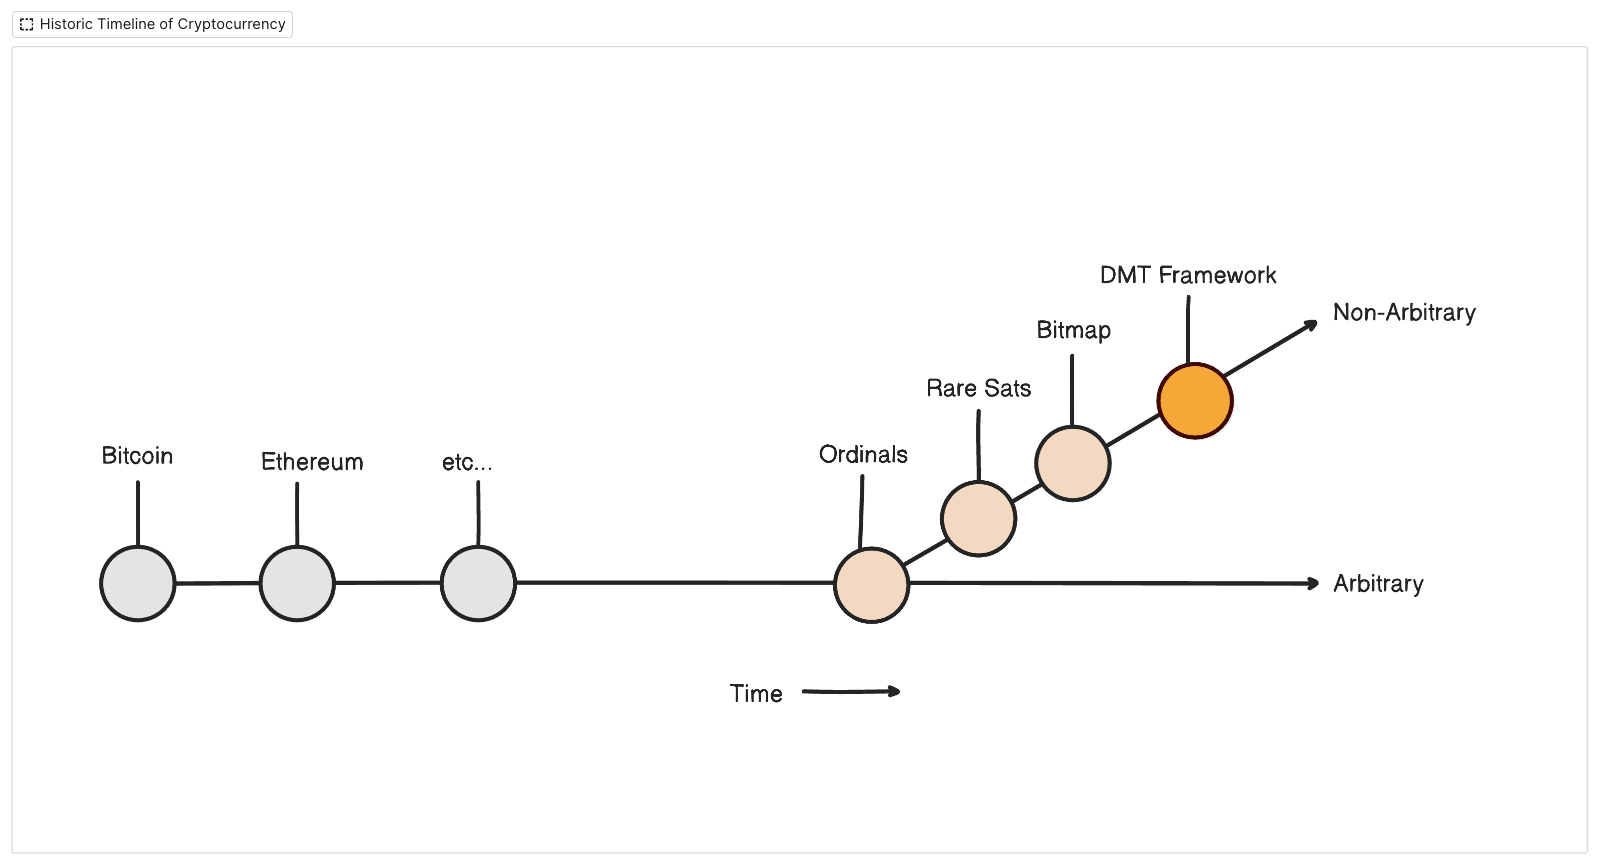 Historic Timeline of Cryptocurrency
DMT Framework
Non-Arbitrary
Bitmap
Rare Sats
Bitcoin
Ethereum
etc...
Ordinals
Arbitrary
Time